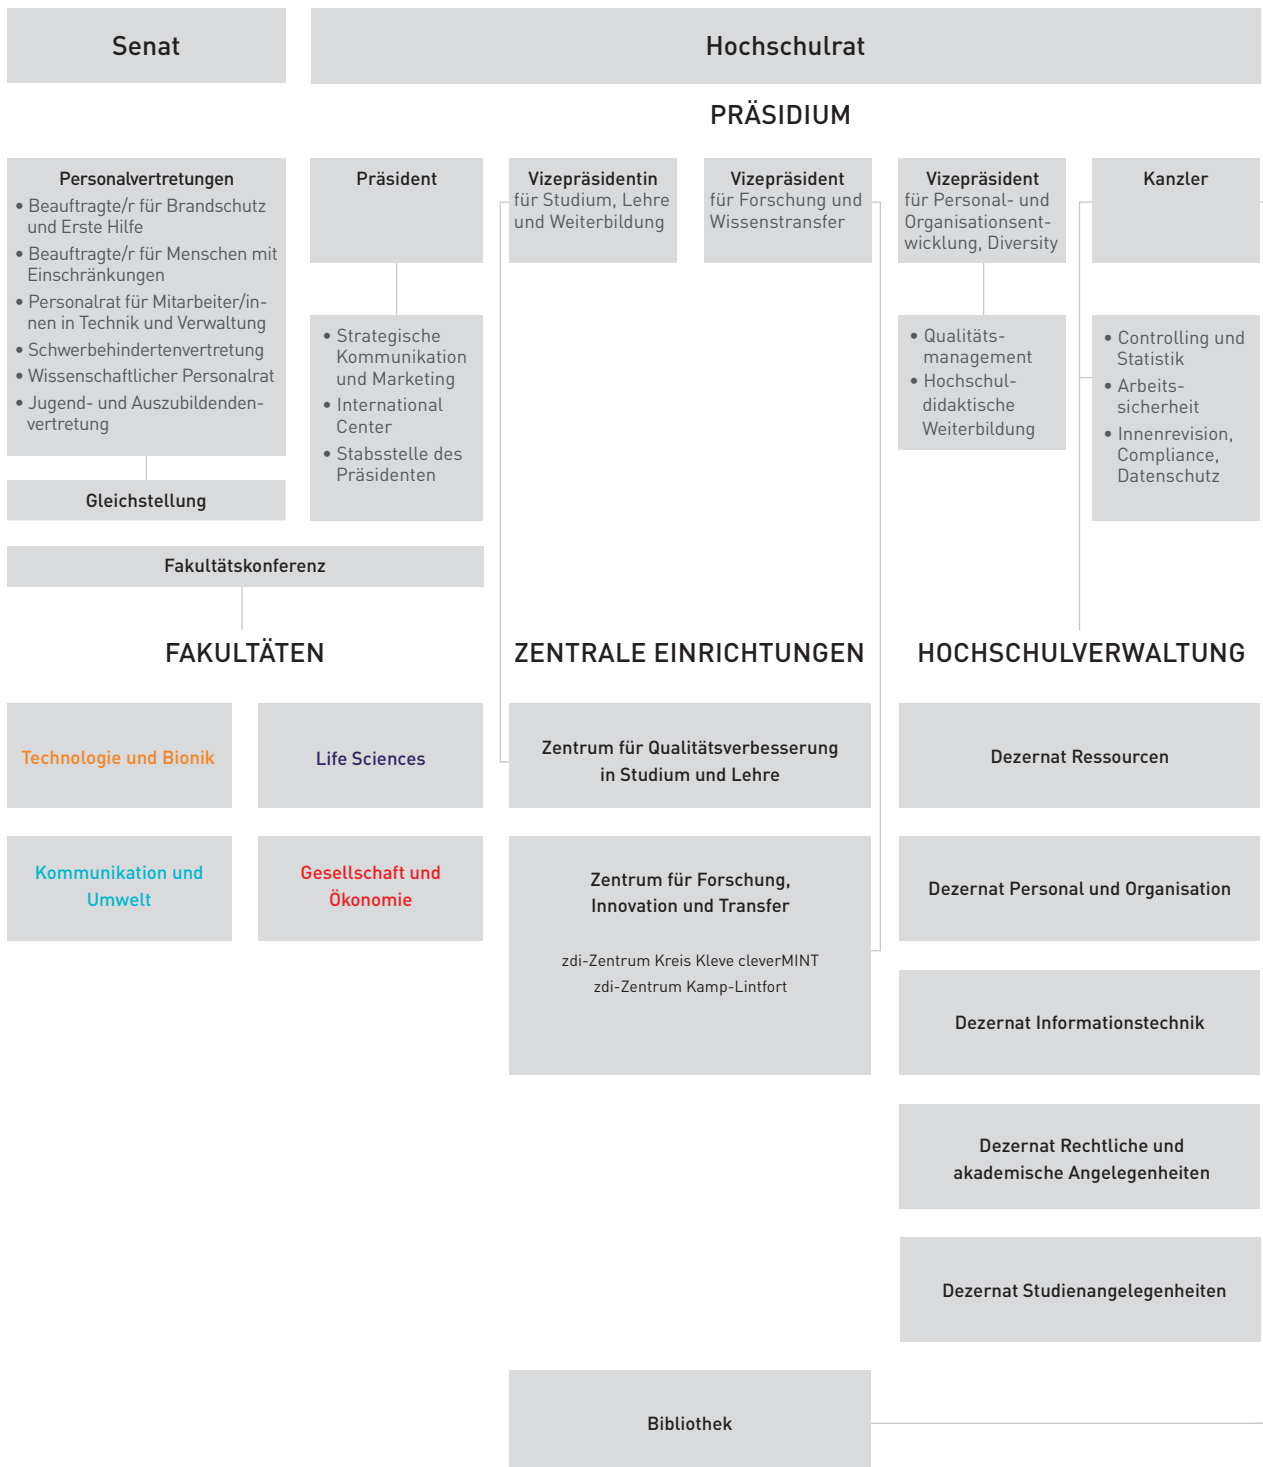 Senat
Hochschulrat
PRÄSIDIUM
Personalvertretungen
• Beauftragte/r für Brandschutz
und Erste Hilfe
• Beauftragte/r für Menschen mit
Einschränkungen
• Personalrat für Mitarbeiter/in-
nen in Technik und Verwaltung
• Schwerbehindertenvertretung
• Wissenschaftlicher Personalrat
• Jugend- und Auszubildenden-
vertretung
Gleichstellung
Präsident
• Strategische
Kommunikation
und Marketing
• International
Center
• Stabsstelle des
Präsidenten
Vizepräsidentin
für Studium, Lehre
und Weiterbildung
Vizepräsident
für Forschung und
Wissenstransfer
Vizepräsident
für Personal- und
Organisationsent-
wicklung, Diversity
• Qualitäts-
management
• Hochschul-
didaktische
Weiterbildung
Kanzler
• Controlling und
Statistik
• Arbeits-
sicherheit
• Innenrevision,
Compliance,
Datenschutz
Fakultätskonferenz
FAKULTÄTEN
Technologie und Bionik
Life Sciences
Kommunikation und
Umwelt
Gesellschaft und
Ökonomie
ZENTRALE EINRICHTUNGEN
Zentrum für Qualitätsverbesserung
in Studium und Lehre
Zentrum für Forschung,
Innovation und Transfer
zdi-Zentrum Kreis Kleve cleverMINT
zdi-Zentrum Kamp-Lintfort
HOCHSCHULVERWALTUNG
Dezernat Ressourcen
Dezernat Personal und Organisation
Dezernat Informationstechnik
Dezernat Rechtliche und
akademische Angelegenheiten
Dezernat Studienangelegenheiten
Bibliothek